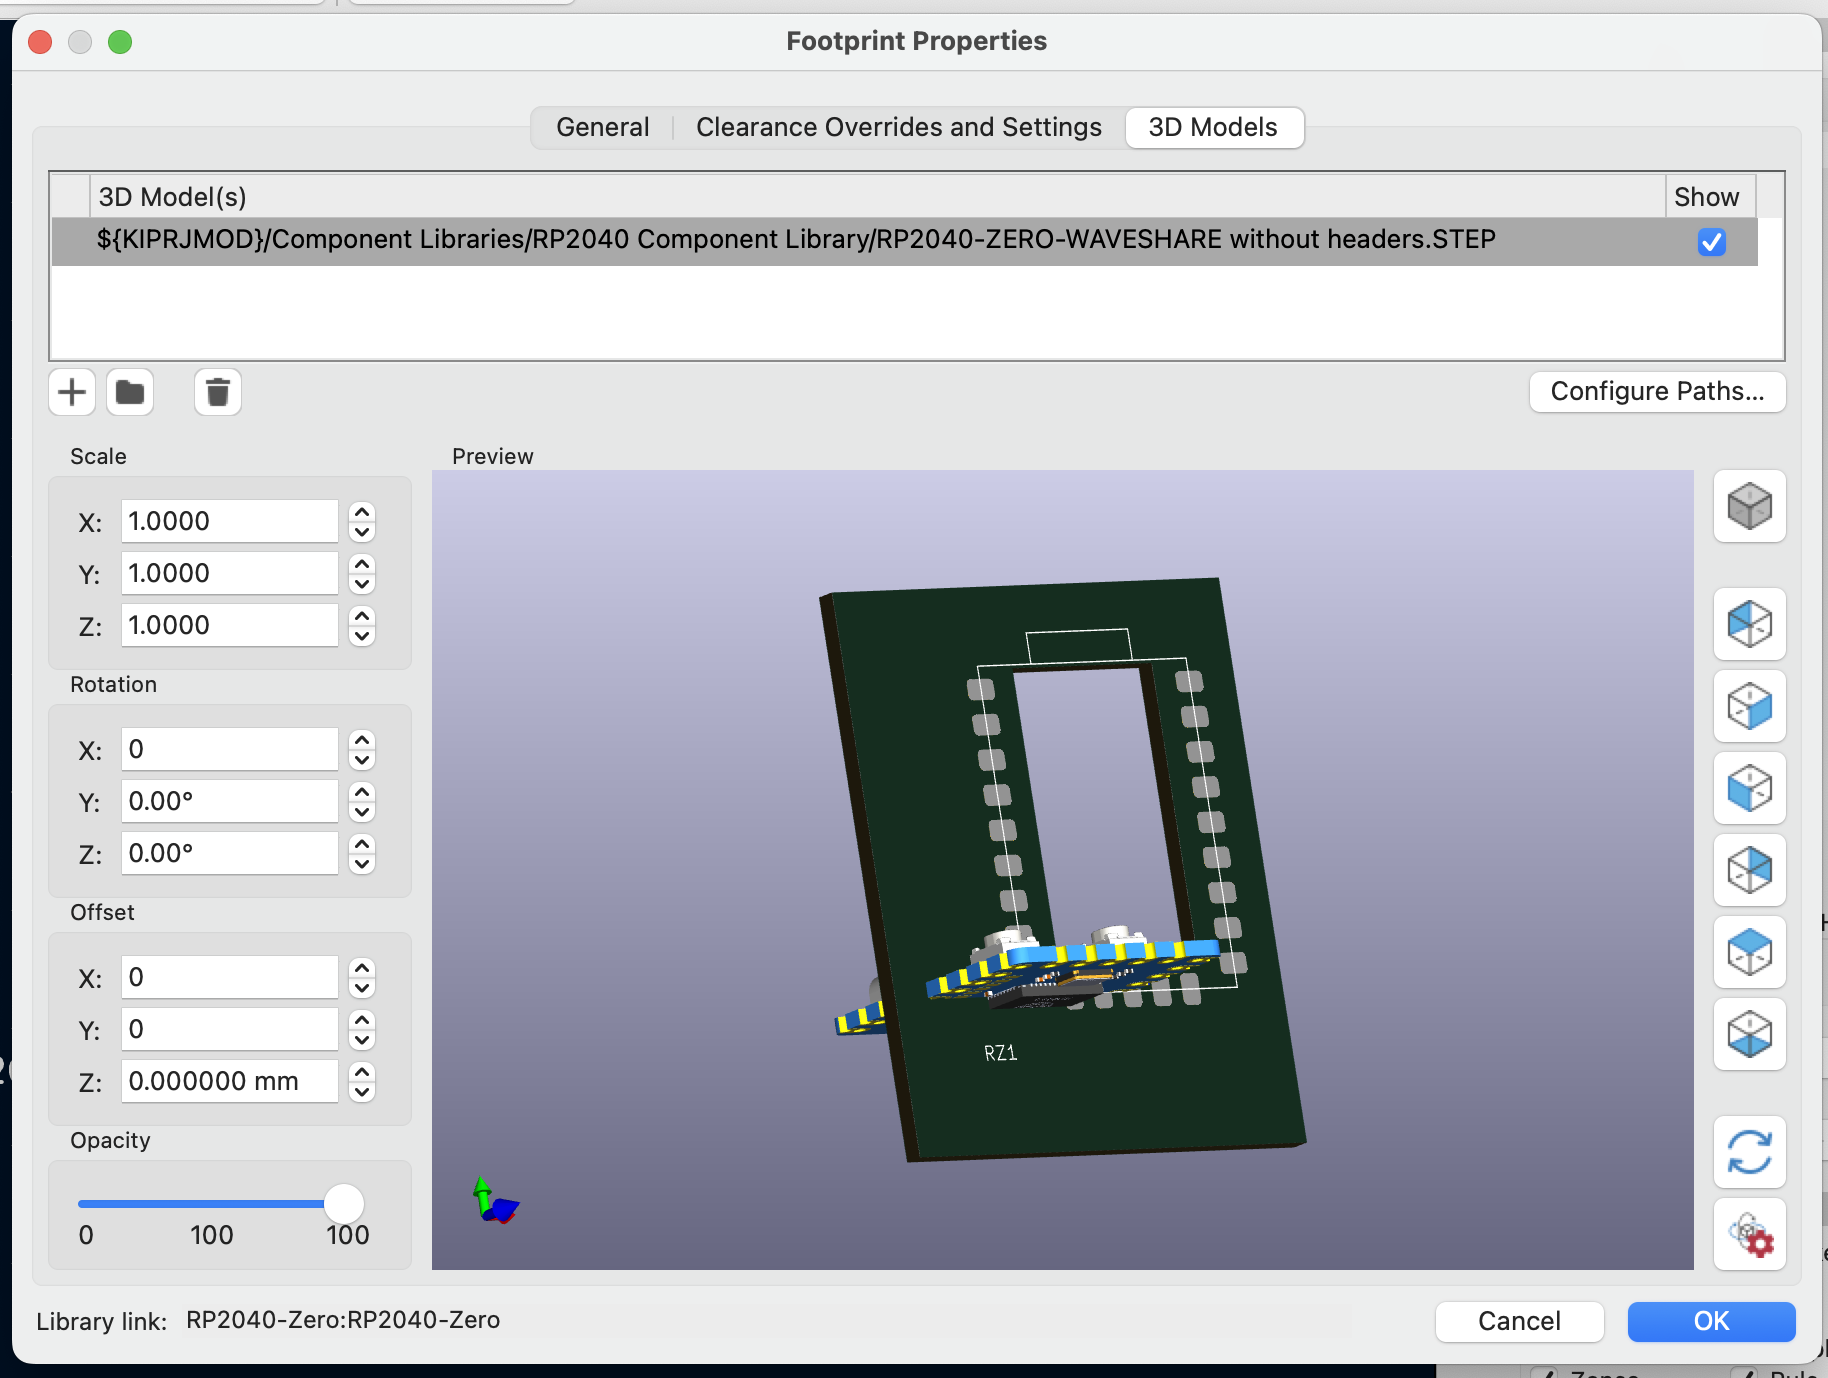 Footprint Properties
General
Clearance Overrides and Settings
3D Models
3D Model(s)
Show
${KIPRJMOD}/Component Libraries/RP2040 Component Library/RP2040-ZERO-WAVESHARE without headers.STEP
Configure Paths...
Scale
Preview
X: 1.0000
Y: 1.0000
Z: 1.0000
Rotation
X: 0
Y: 0.00°
Z: 0.00°
Offset
X: 0
Y: 0
Z: 0.000000 mm
Opacity
0 100 100
RZ1
Library link: RP2040-Zero:RP2040-Zero
Cancel
OK